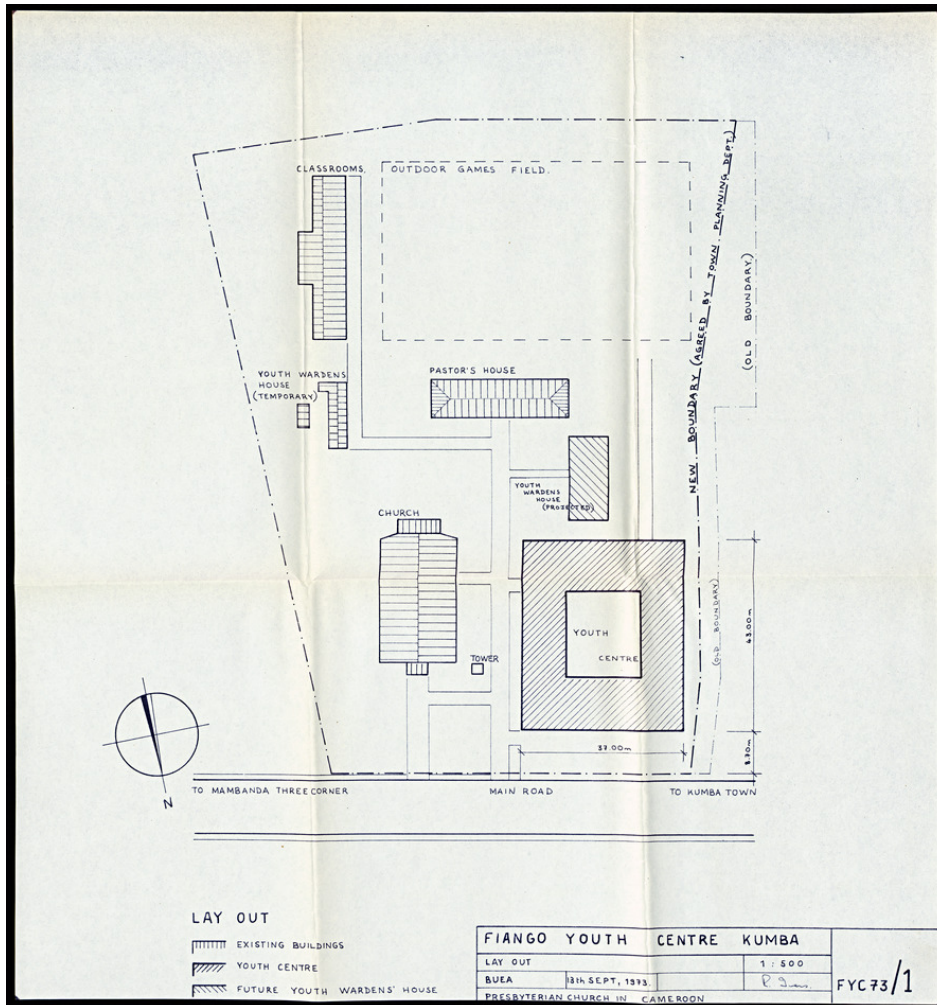 CLASSROOMS.
OUTDOOR GAMES FIELD.
NEW BOUNDARY (AGREED BY TOWN PLANNING DEPT.)
(OLD BOUNDARY.)
YOUTH WARDENS
HOUSE
(TEMPORARY)
PASTOR'S HOUSE
YOUTH
WARDENS
HOUSE
(PROJECTED)
CHURCH
YOUTH
CENTRE
(OLD BOUNDARY)
43.00m
TOWER
37.00m
9.70m
N
TO MAMBANDA THREECORNER
MAIN ROAD
TO KUMBA TOWN
LAY OUT
EXISTING BUILDINGS
YOUTH CENTRE
FUTURE YOUTH WARDENS' HOUSE
FIANGO YOUTH CENTRE KUMBA
LAY OUT
1 : 500
BUEA
13th SEPT, 1973.
PRESBYTERIAN CHURCH IN CAMEROON
FYC73/1